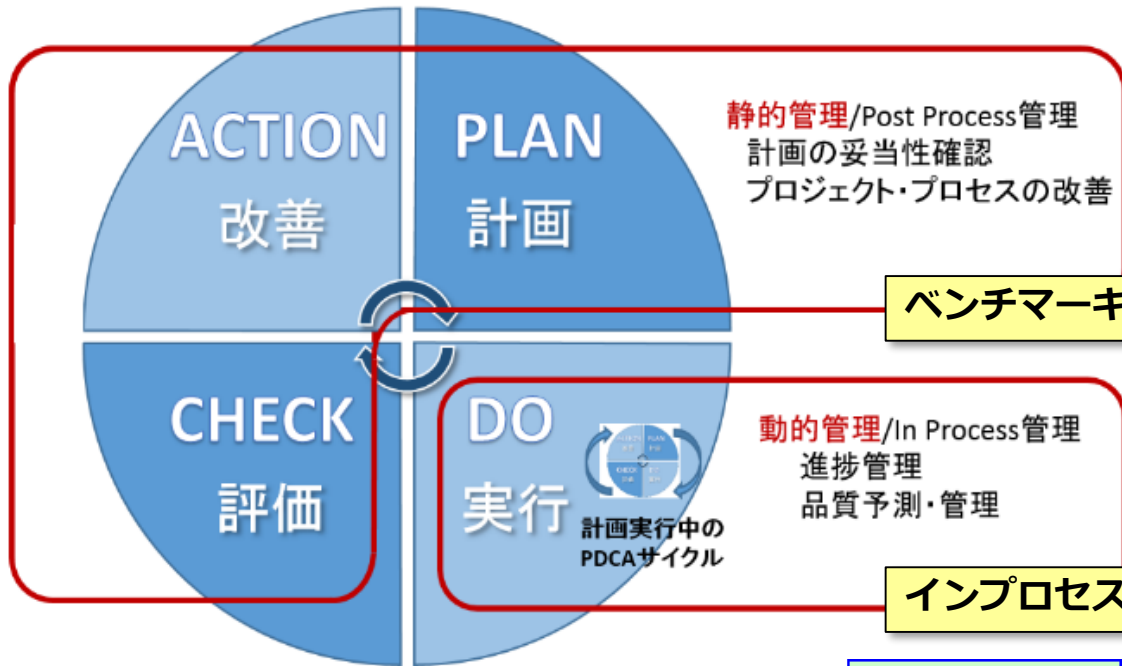 ACTION
改善
PLAN
計画
静的管理/Post Process管理
計画の妥当性確認
プロジェクト・プロセスの改善
ベンチマーキ
CHECK
評価
DO
実行
ACTION
PLAN
CHECK
計画実行中の
PDCAサイクル
動的管理/In Process管理
進捗管理
品質予測・管理
インプロセス